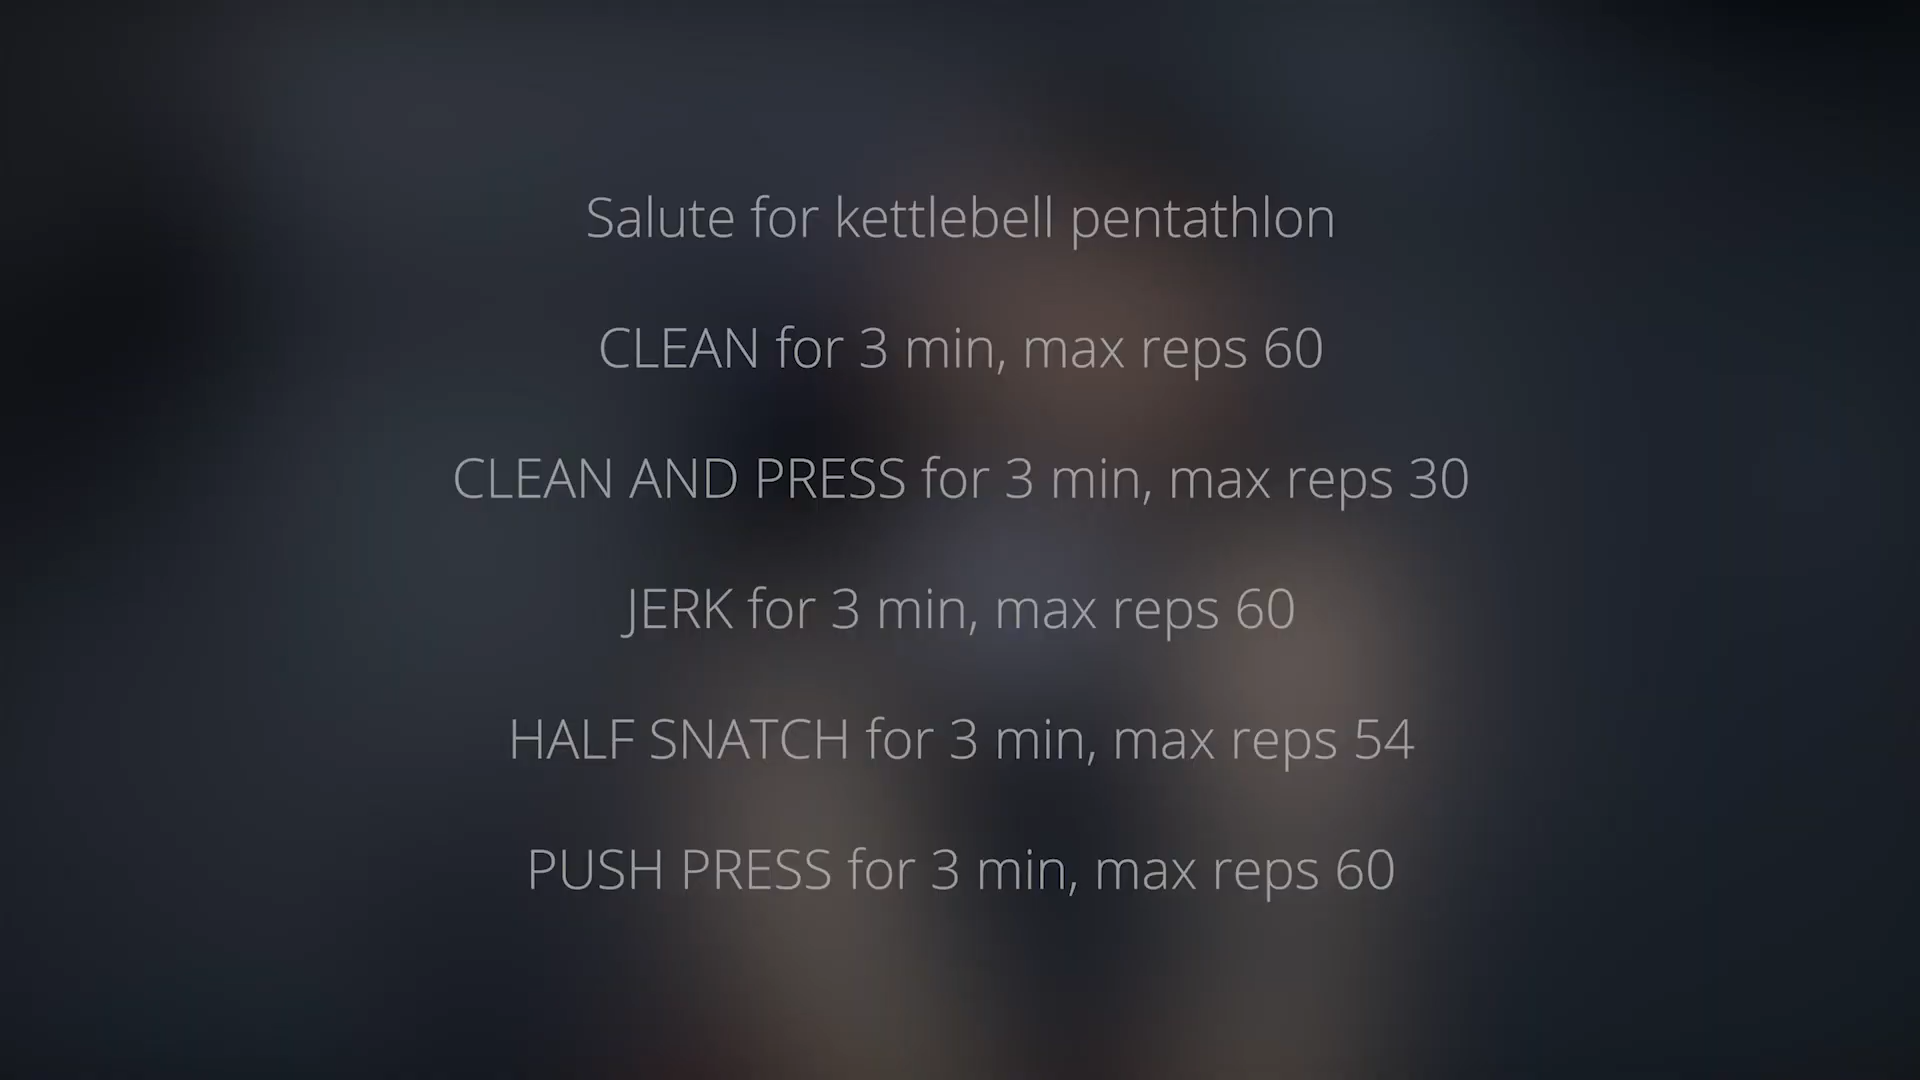 Salute for kettlebell pentathlon
CLEAN for 3 min, max reps 60
CLEAN AND PRESS for 3 min, max reps 30
JERK for 3 min, max reps 60
HALF SNATCH for 3 min, max reps 54
PUSH PRESS for 3 min, max reps 60